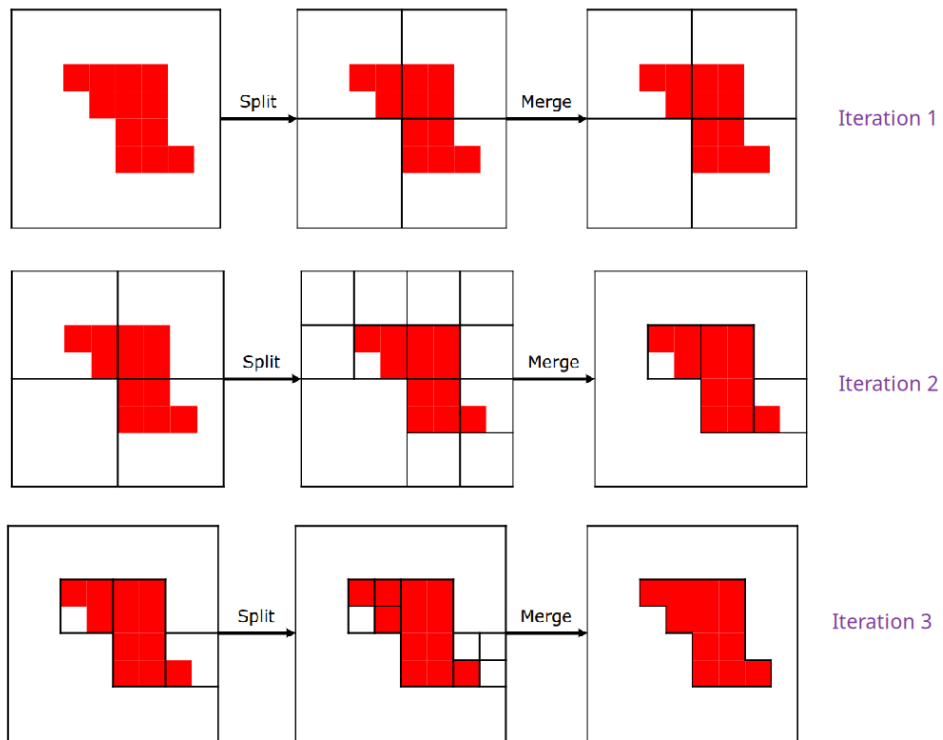 Split
Merge
Iteration 1
Split
Merge
Iteration 2
Split
Merge
Iteration 3